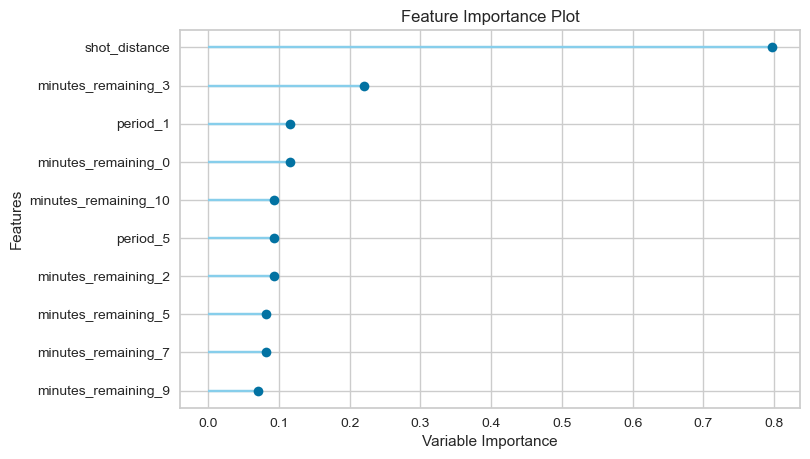 Feature Importance Plot
shot_distance
minutes_remaining_3
period_1
minutes_remaining_0
minutes_remaining_10
period_5
minutes_remaining_2
minutes_remaining_5
minutes_remaining_7
minutes_remaining_9
Features
0.0 0.1 0.2 0.3 0.4 0.5 0.6 0.7 0.8
Variable Importance